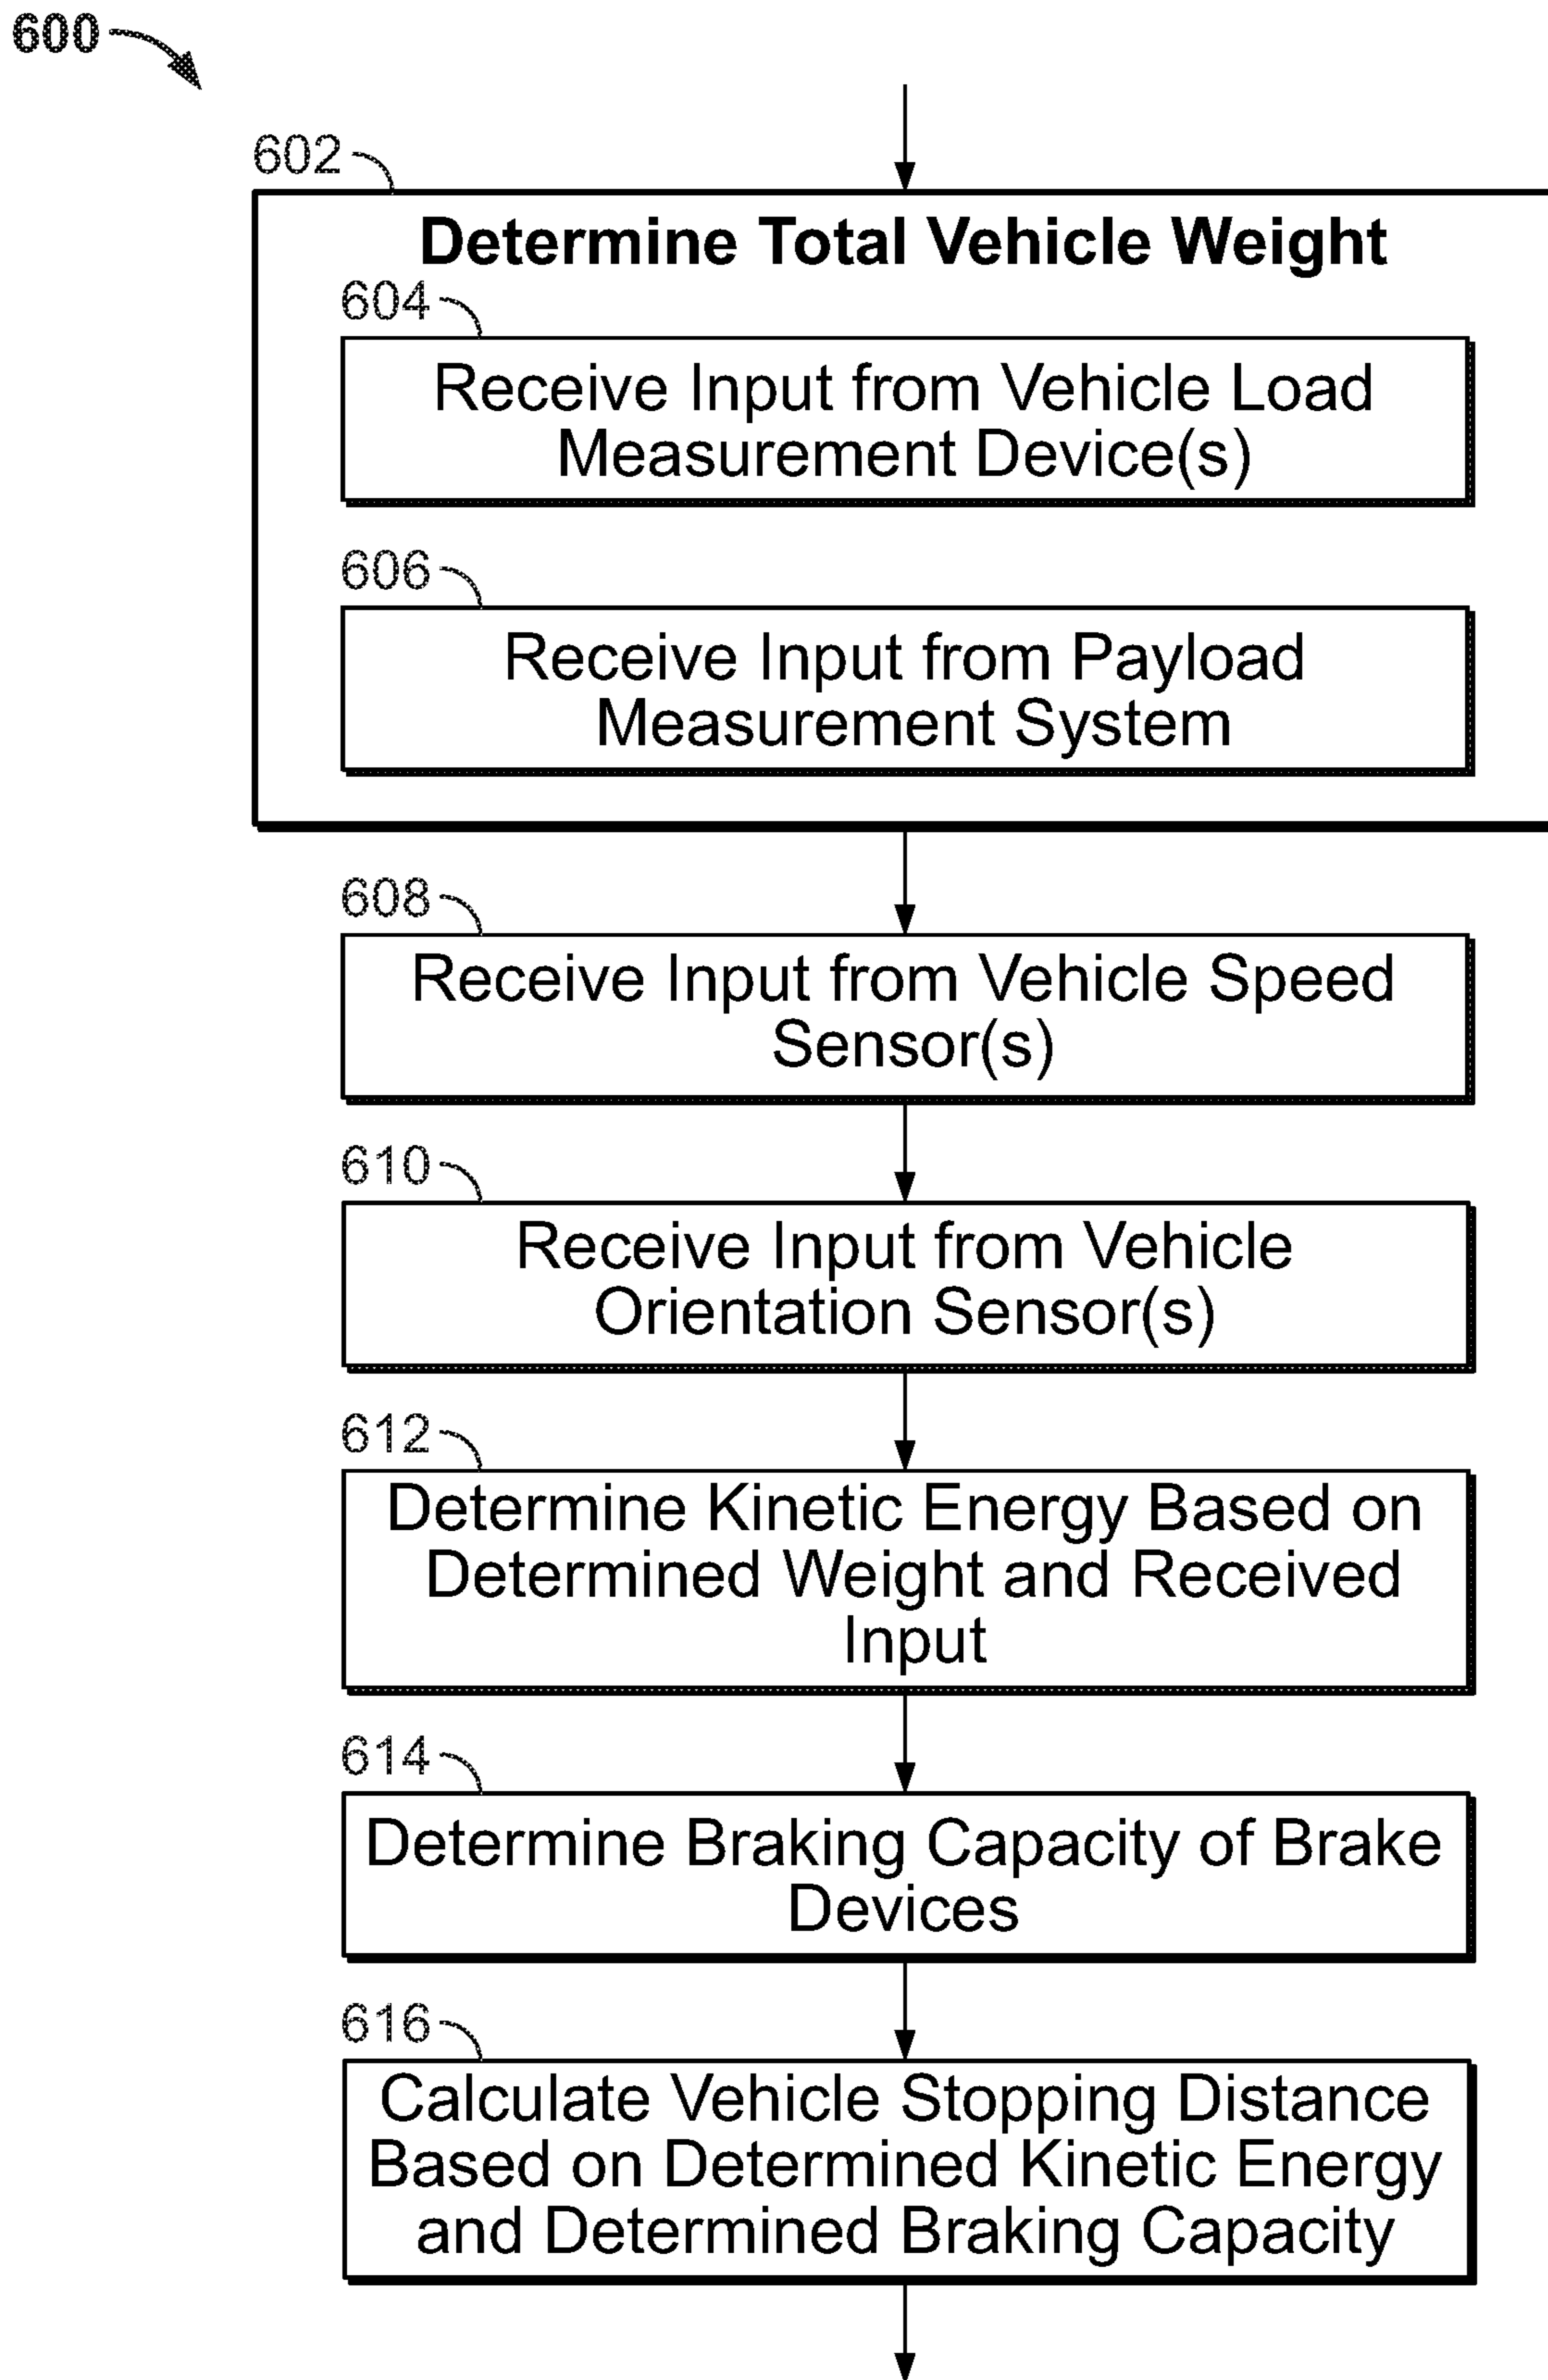 600
602
Determine Total Vehicle Weight
604
Receive Input from Vehicle Load
Measurement Device(s)
606
Receive Input from Payload
Measurement System
608
Receive Input from Vehicle Speed
Sensor(s)
610
Receive Input from Vehicle
Orientation Sensor(s)
612
Determine Kinetic Energy Based on
Determined Weight and Received
Input
614
Determine Braking Capacity of Brake
Devices
616
Calculate Vehicle Stopping Distance
Based on Determined Kinetic Energy
and Determined Braking Capacity